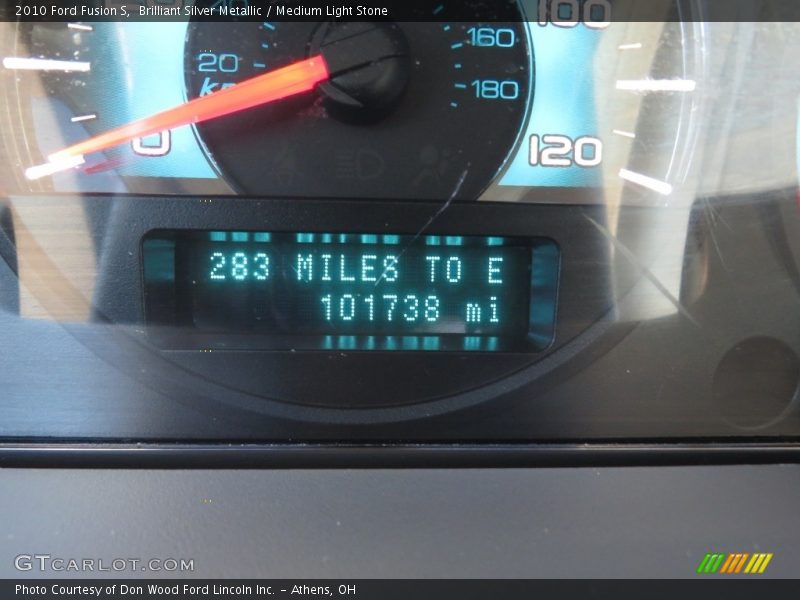 2010 Ford Fusion S,  Brilliant Silver Metallic / Medium Light Stone
100
160
20
180
0
120
283 MILES TO E
101738 mi
GTCARLOT.COM
Photo Courtesy of Don Wood Ford Lincoln Inc. - Athens, OH